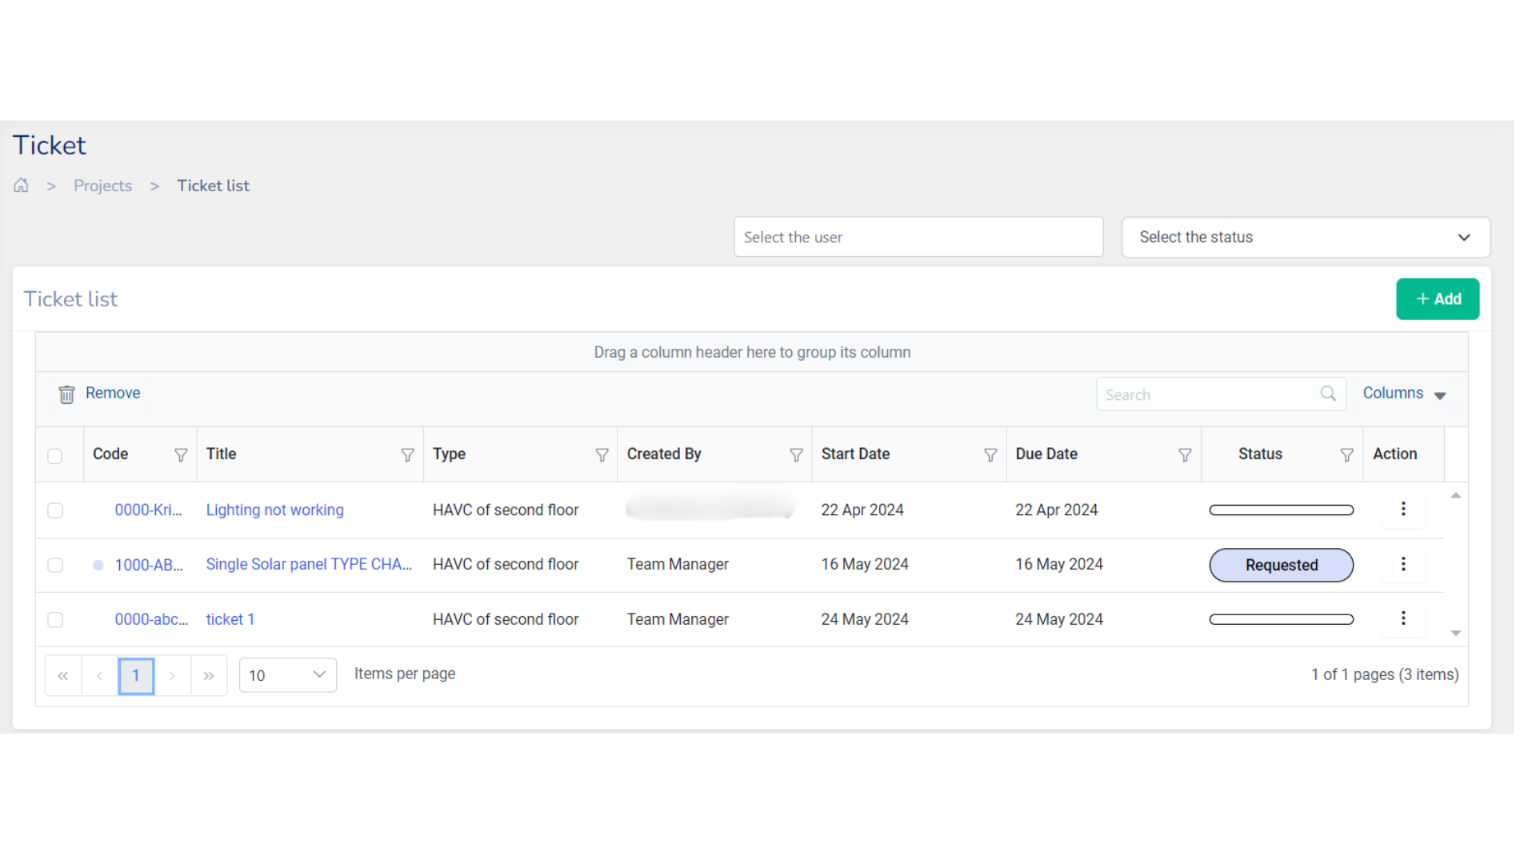 Ticket
> Projects > Ticket list
Select the user Select the status
Ticket list + Add
Drag a column header here to group its column
Remove Search Columns
Code Title Type Created By Start Date Due Date Status Action
0000-Kri... Lighting not working HAVC of second floor 22 Apr 2024 22 Apr 2024
1000-AB... Single Solar panel TYPE CHA... HAVC of second floor Team Manager 16 May 2024 16 May 2024 Requested
0000-abc... ticket 1 HAVC of second floor Team Manager 24 May 2024 24 May 2024
« ‹ 1 › » 10 Items per page 1 of 1 pages (3 items)